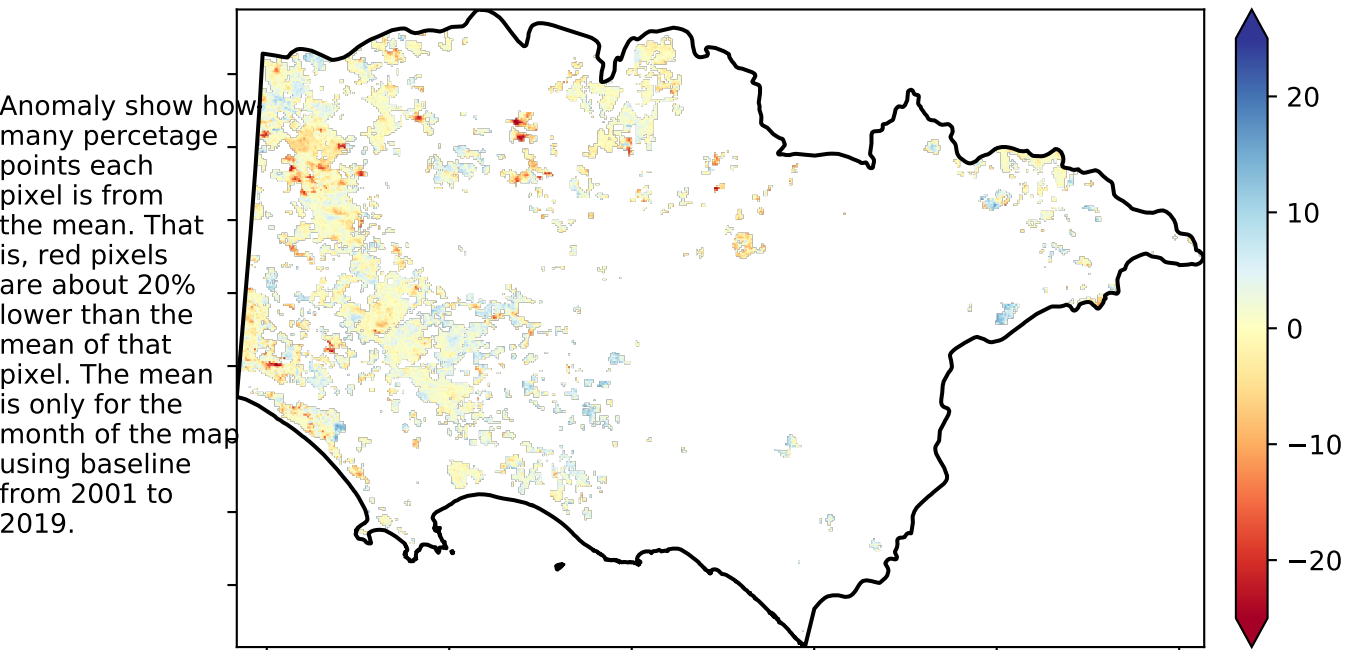 Anomaly show how
many percetage
points each
pixel is from
the mean. That
is, red pixels
are about 20%
lower than the
mean of that
pixel. The mean
is only for the
month of the map
using baseline
from 2001 to
2019.
20
10
0
−10
−20